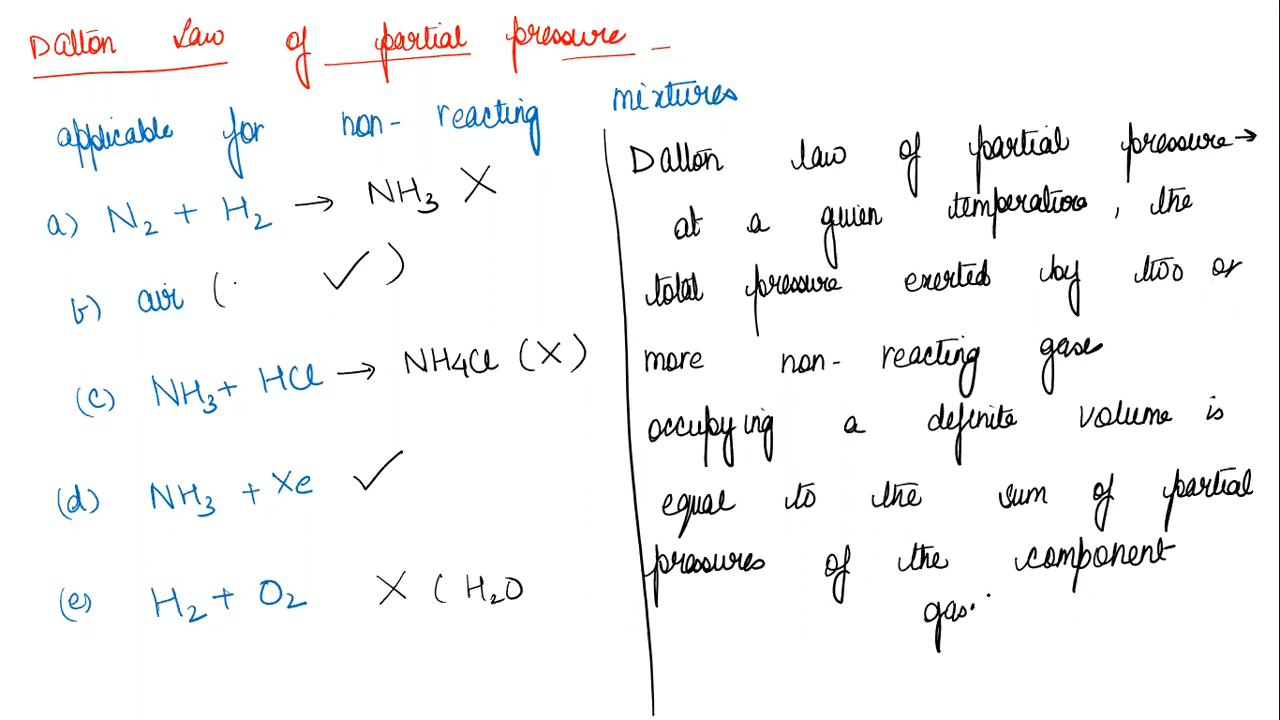 Dalton Law of partial pressure -
applicable for non- reacting mixtures
a) N2 + H2 → NH3 X
b) air (. ✓)
(c) NH3 + HCl → NH4Cl (X)
(d) NH3 + Xe ✓
(e) H2 + O2 X (H2O
Dalton law of partial pressure →
at a given temperature, the
total pressure exerted by two or
more non- reacting gase
occupying a definite volume is
equal to the sum of partial
pressures of the component
gas.